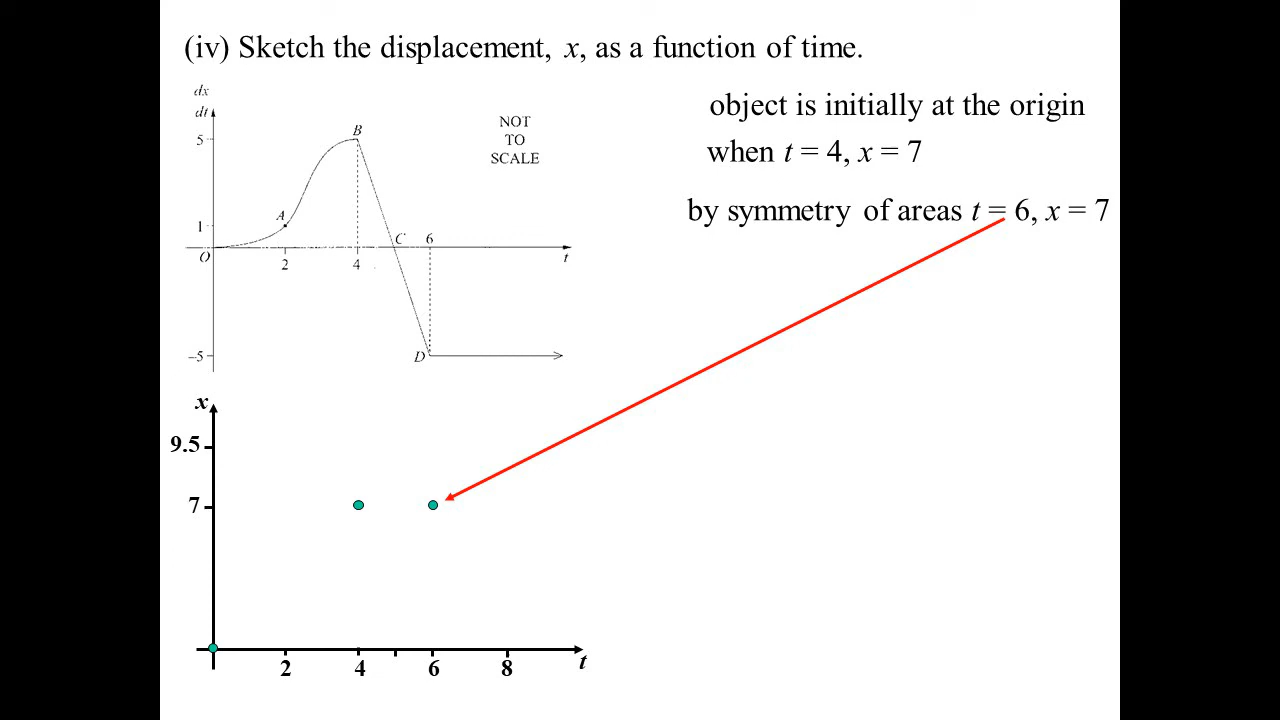 (iv) Sketch the displacement, x, as a function of time.
object is initially at the origin
when t = 4, x = 7
by symmetry of areas t = 6, x = 7
dx
dt
NOT
TO
SCALE
5
B
A
1
C
6
O
2
4
t
-5
D
x
9.5
7
2
4
6
8
t